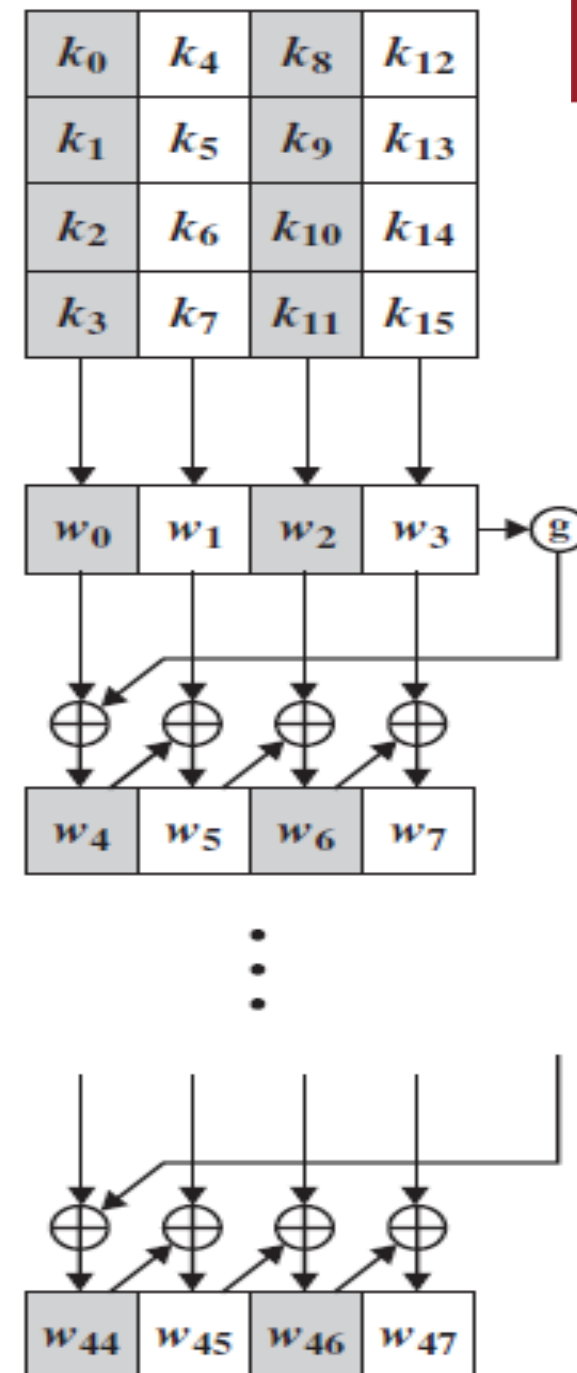 k₀ k₄ k₈ k₁₂
k₁ k₅ k₉ k₁₃
k₂ k₆ k₁₀ k₁₄
k₃ k₇ k₁₁ k₁₅
w₀ w₁ w₂ w₃ g
w₄ w₅ w₆ w₇
w₄₄ w₄₅ w₄₆ w₄₇